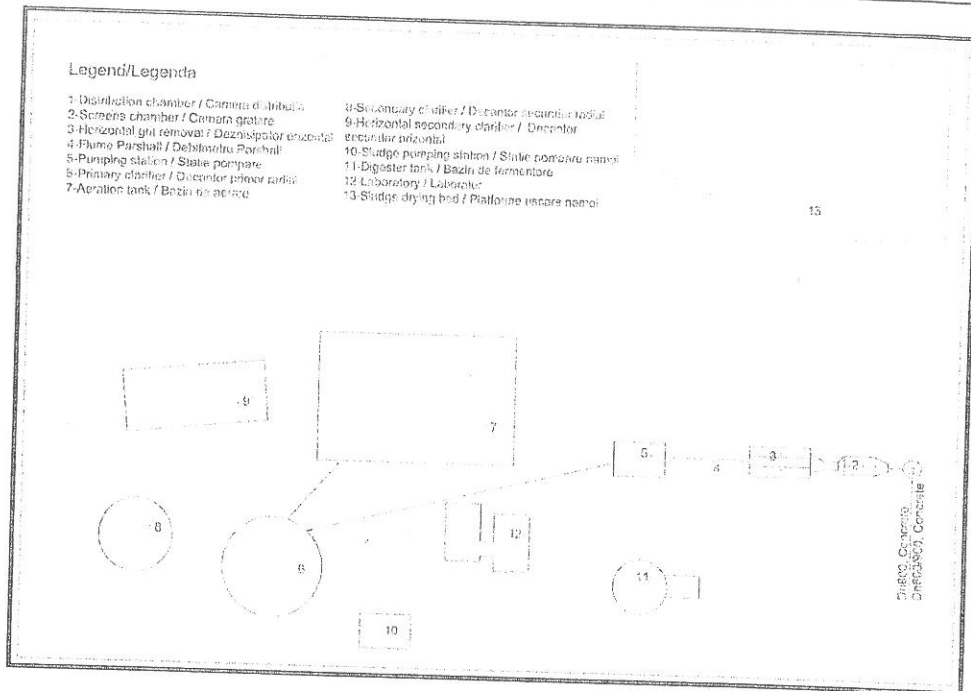 Legend/Legenda
1-Distribution chamber / Camera distributie
2-Screens chamber / Camera gratare
3-Horizontal grit removal / Deznisipator orizontal
4-Flume Parshall / Debitmetru Parshall
5-Pumping station / Statie pompare
6-Primary clarifier / Decantor primar radial
7-Aeration tank / Bazin de aerare
8-Secondary clarifier / Decantor secundar radial
9-Horizontal secondary clarifier / Decantor
secundar orizontal
10-Sludge pumping station / Statie pompare namol
11-Digester tank / Bazin de fermentare
12-Laboratory / Laborator
13-Sludge drying bed / Platforme uscare namol
13
9
7
5
4
3
2
8
6
12
11
10
Dn800, Concrete
Dn600/900, Concrete